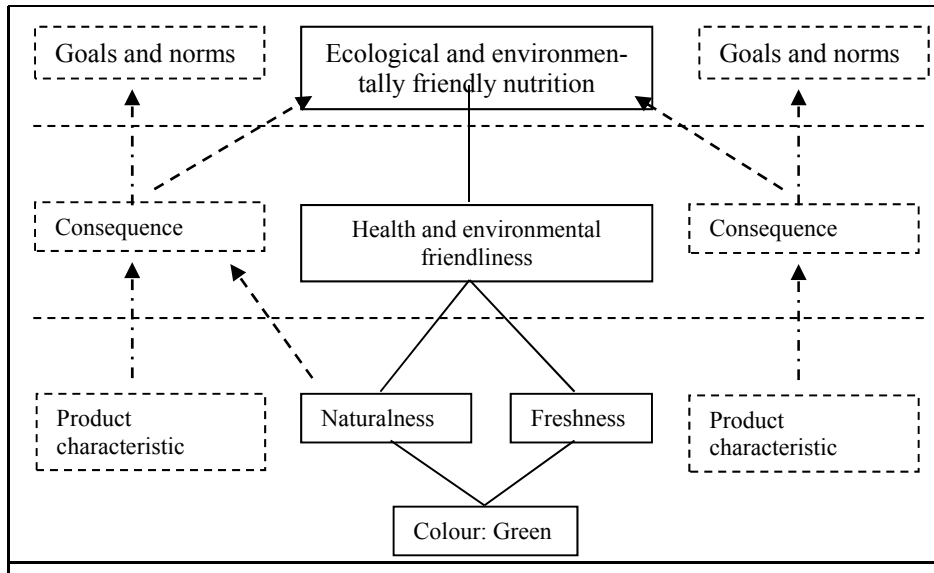 Goals and norms
Ecological and environmen-
tally friendly nutrition
Goals and norms
Consequence
Health and environmental
friendliness
Consequence
Product
characteristic
Naturalness
Freshness
Product
characteristic
Colour: Green